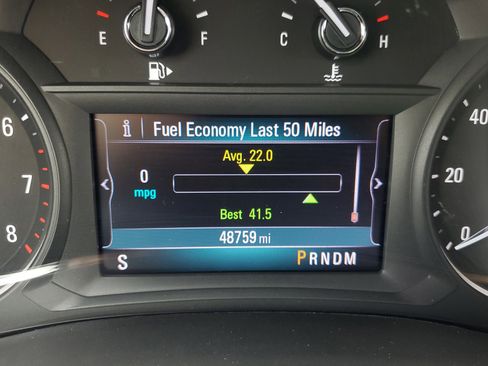 E F C H
i Fuel Economy Last 50 Miles
Avg. 22.0
0
mpg
Best 41.5
48759 mi
S PRNDM
6
7
8
40
20
0